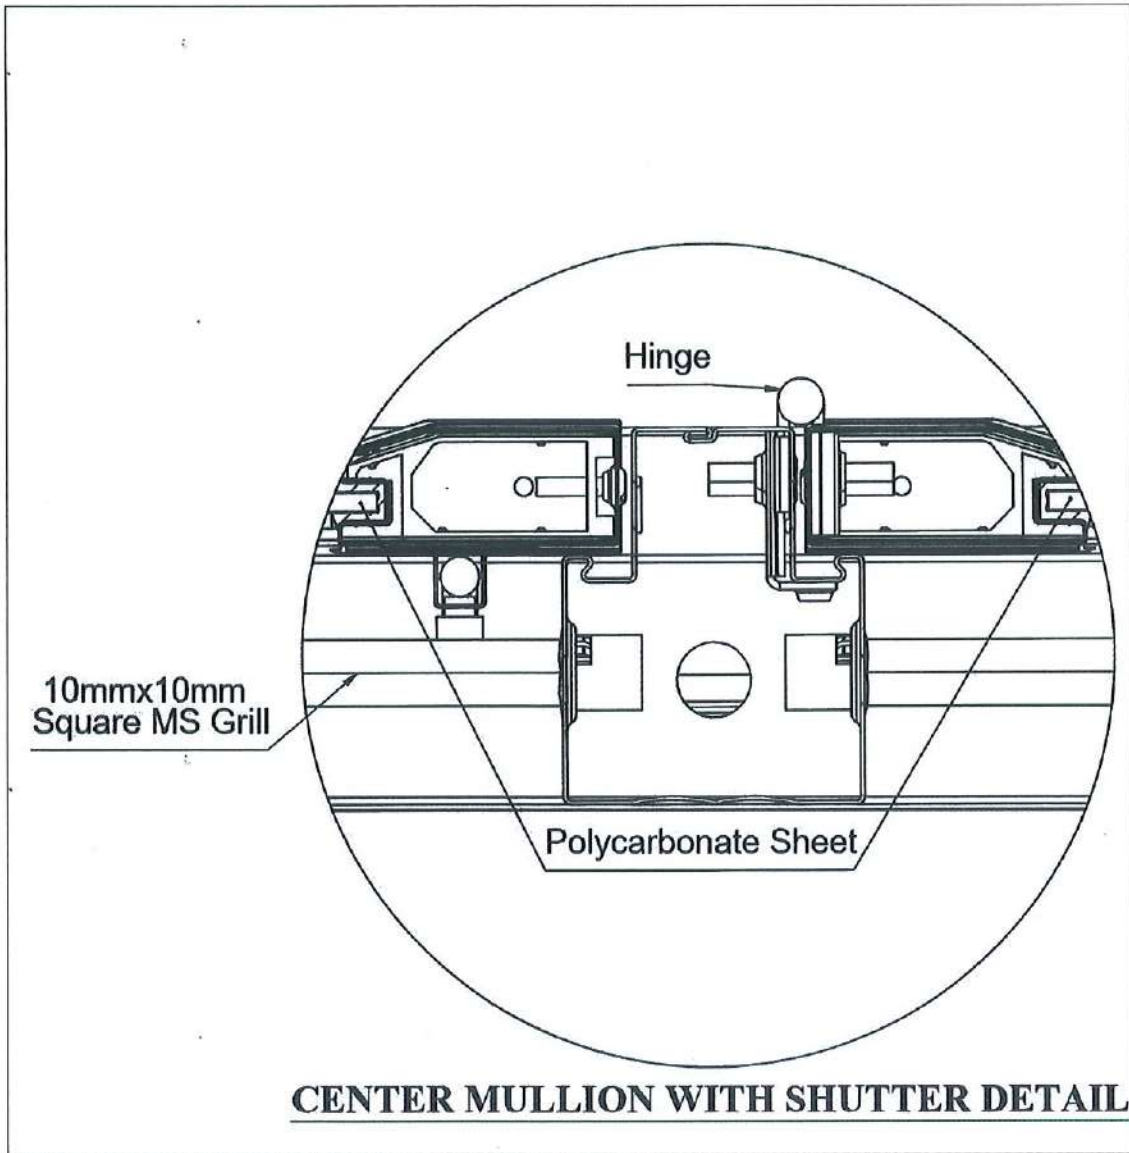 Hinge
10mmx10mm
Square MS Grill
Polycarbonate Sheet
CENTER MULLION WITH SHUTTER DETAIL